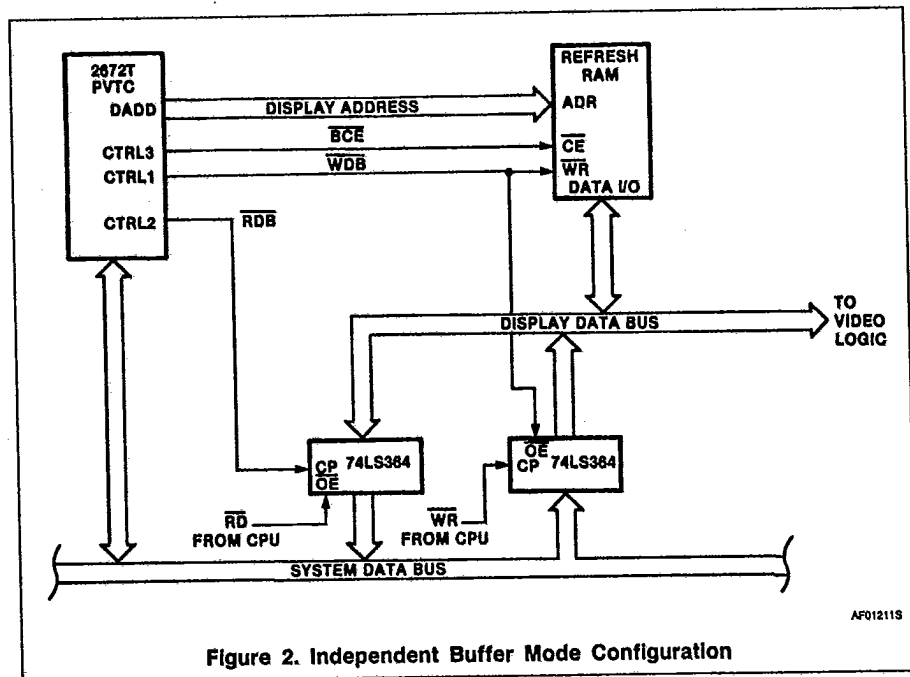 2672T
PVTC
DADD
CTRL3
CTRL1
CTRL2
DISPLAY ADDRESS
BCE
WDB
RDB
REFRESH
RAM
ADR
CE
WR
DATA I/O
DISPLAY DATA BUS
TO
VIDEO
LOGIC
CP 74LS364
OE
RD
FROM CPU
OE
CP 74LS364
WR
FROM CPU
SYSTEM DATA BUS
AF01211S
Figure 2. Independent Buffer Mode Configuration